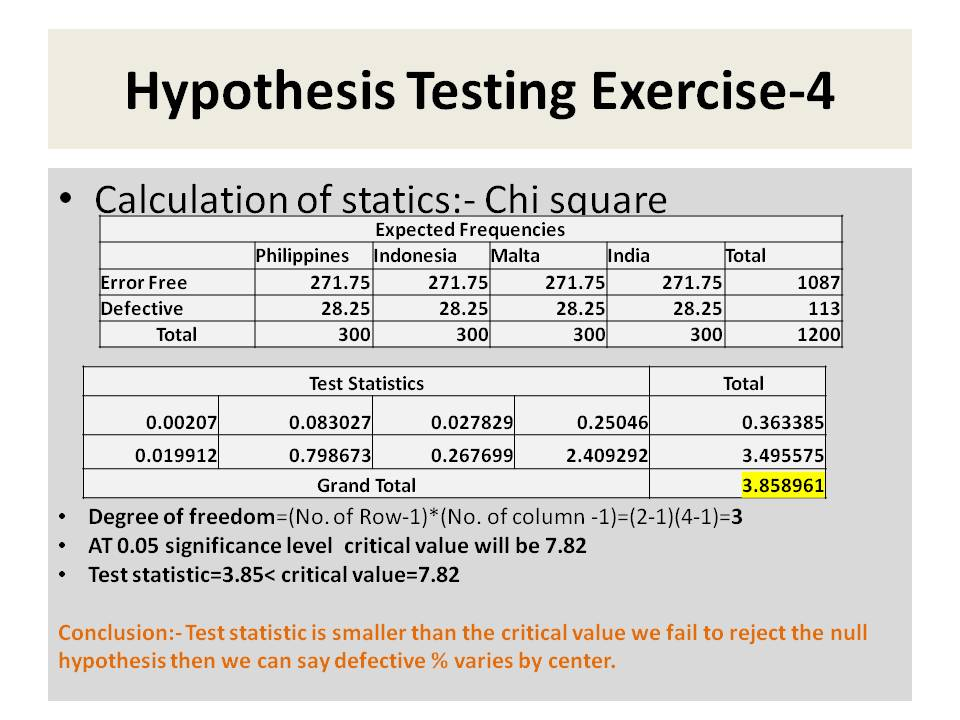 Hypothesis Testing Exercise-4
• Calculation of statics:- Chi square
Expected Frequencies
Philippines Indonesia Malta India Total
Error Free 271.75 271.75 271.75 271.75 1087
Defective 28.25 28.25 28.25 28.25 113
Total 300 300 300 300 1200
Test Statistics Total
0.00207 0.083027 0.027829 0.25046 0.363385
0.019912 0.798673 0.267699 2.409292 3.495575
Grand Total 3.858961
• Degree of freedom=(No. of Row-1)*(No. of column -1)=(2-1)(4-1)=3
• AT 0.05 significance level critical value will be 7.82
• Test statistic=3.85< critical value=7.82
Conclusion:- Test statistic is smaller than the critical value we fail to reject the null
hypothesis then we can say defective % varies by center.